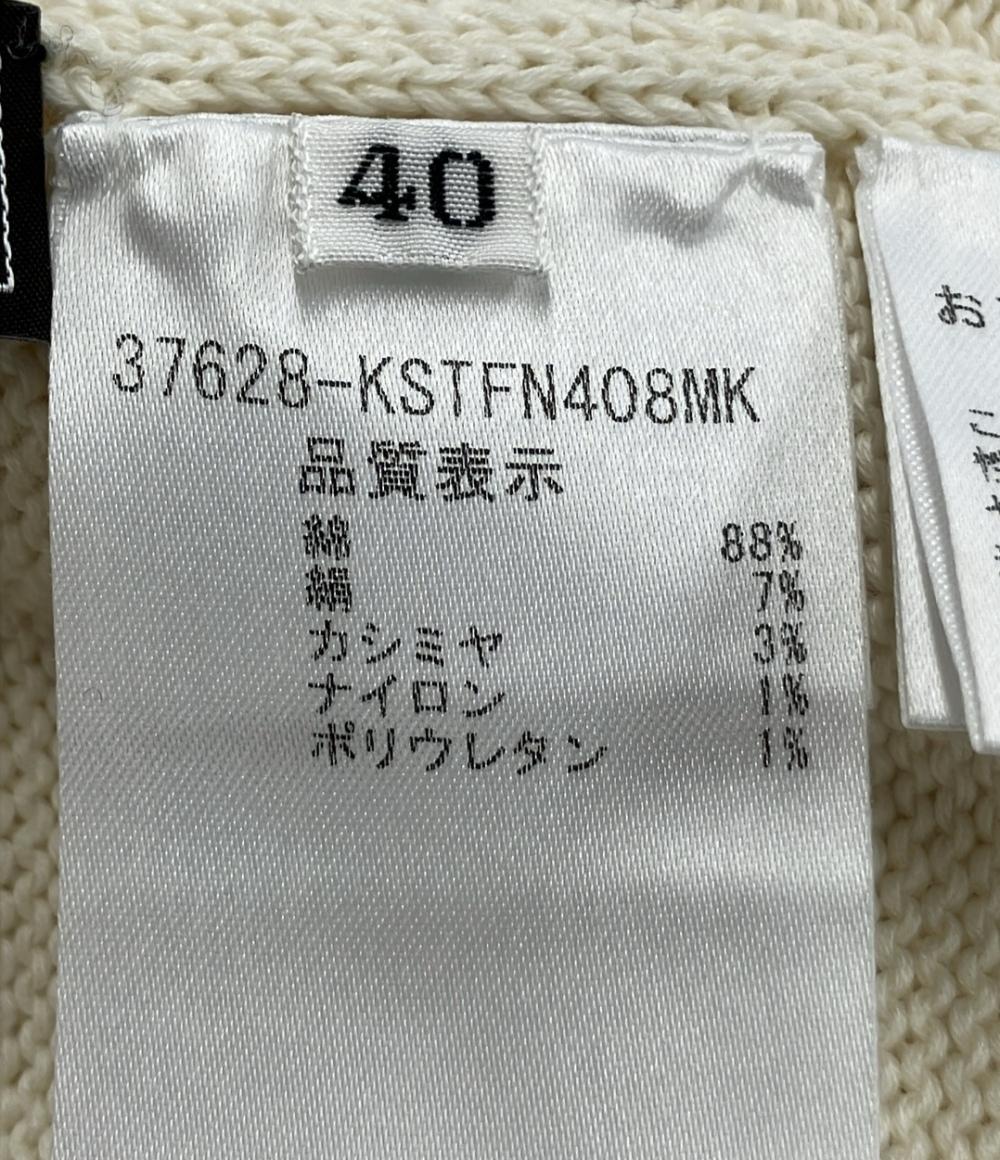 40
37628-KSTFN408MK
品質表示
綿 88%
絹 7%
カシミヤ 3%
ナイロン 1%
ポリウレタン 1%
お